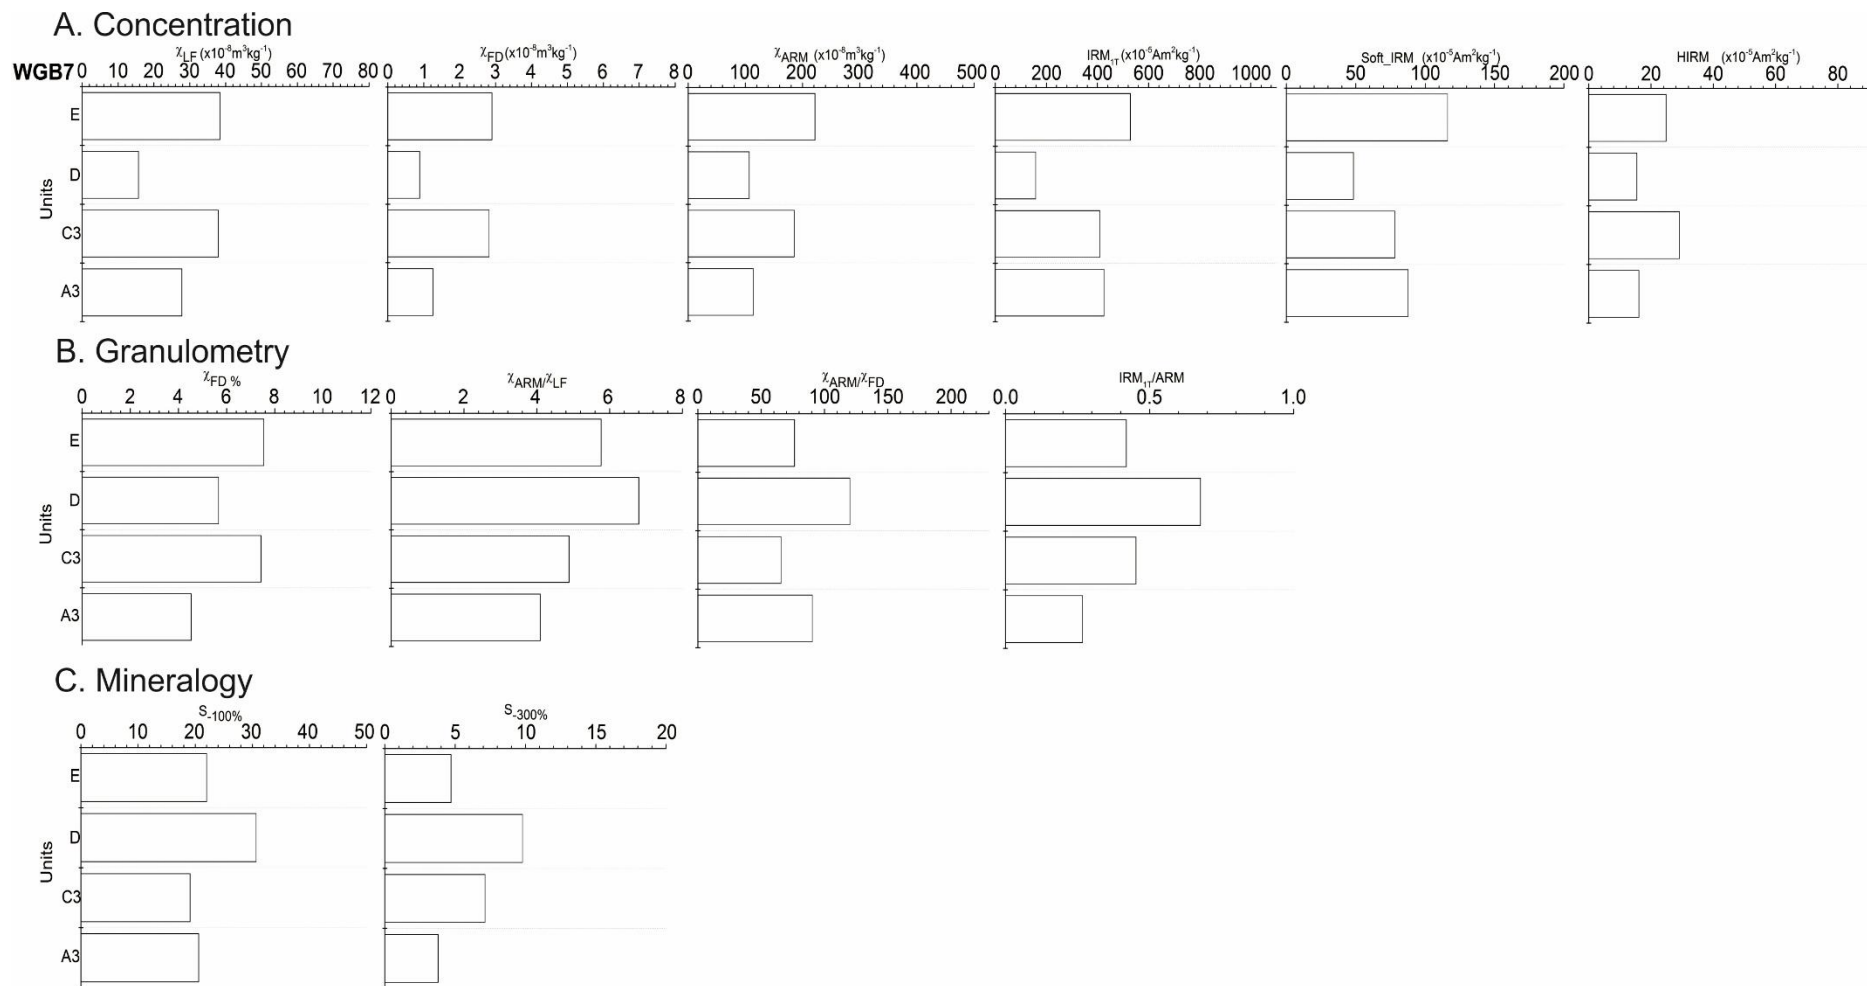 A. Concentration
χLF (x10-8m3kg-1) χFD (x10-8m3kg-1) χARM (x10-8m3kg-1) IRM1T (x10-5Am2kg-1) Soft_IRM (x10-5Am2kg-1) HIRM (x10-5Am2kg-1)
WGB7 0 10 20 30 40 50 60 70 80 0 1 2 3 4 5 6 7 8 0 100 200 300 400 500 0 200 400 600 800 1000 0 50 100 150 200 0 20 40 60 80
E
D
Units
C3
A3
B. Granulometry
χFD % χARM/χLF χARM/χFD IRM1T/ARM
0 2 4 6 8 10 12 0 2 4 6 8 0 50 100 150 200 0.0 0.5 1.0
E
D
Units
C3
A3
C. Mineralogy
S-100% S-300%
0 10 20 30 40 50 0 5 10 15 20
E
D
Units
C3
A3